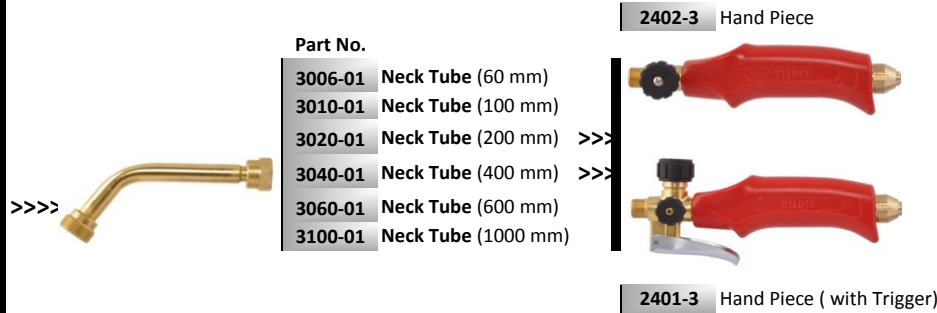 2402-3 Hand Piece
Part No.
3006-01 Neck Tube (60 mm)
3010-01 Neck Tube (100 mm)
3020-01 Neck Tube (200 mm) >>>
3040-01 Neck Tube (400 mm) >>>
>>>> 3060-01 Neck Tube (600 mm)
3100-01 Neck Tube (1000 mm)
YILDIZ
YILDIZ
2401-3 Hand Piece ( with Trigger)